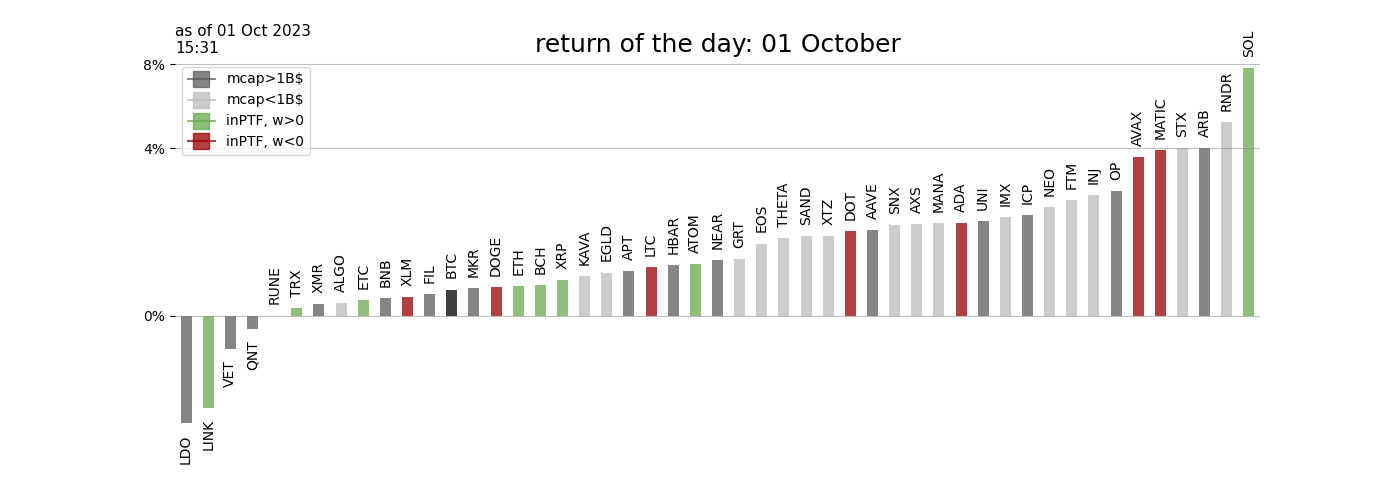 as of 01 Oct 2023
15:31
return of the day: 01 October
8%
4%
0%
mcap>1B$
mcap<1B$
inPTF, w>0
inPTF, w<0
LDO
LINK
VET
QNT
RUNE
TRX
XMR
ALGO
ETC
BNB
XLM
FIL
BTC
MKR
DOGE
ETH
BCH
XRP
KAVA
EGLD
APT
LTC
HBAR
ATOM
NEAR
GRT
EOS
THETA
SAND
XTZ
DOT
AAVE
SNX
AXS
MANA
ADA
UNI
IMX
ICP
NEO
FTM
INJ
OP
AVAX
MATIC
STX
ARB
RNDR
SOL